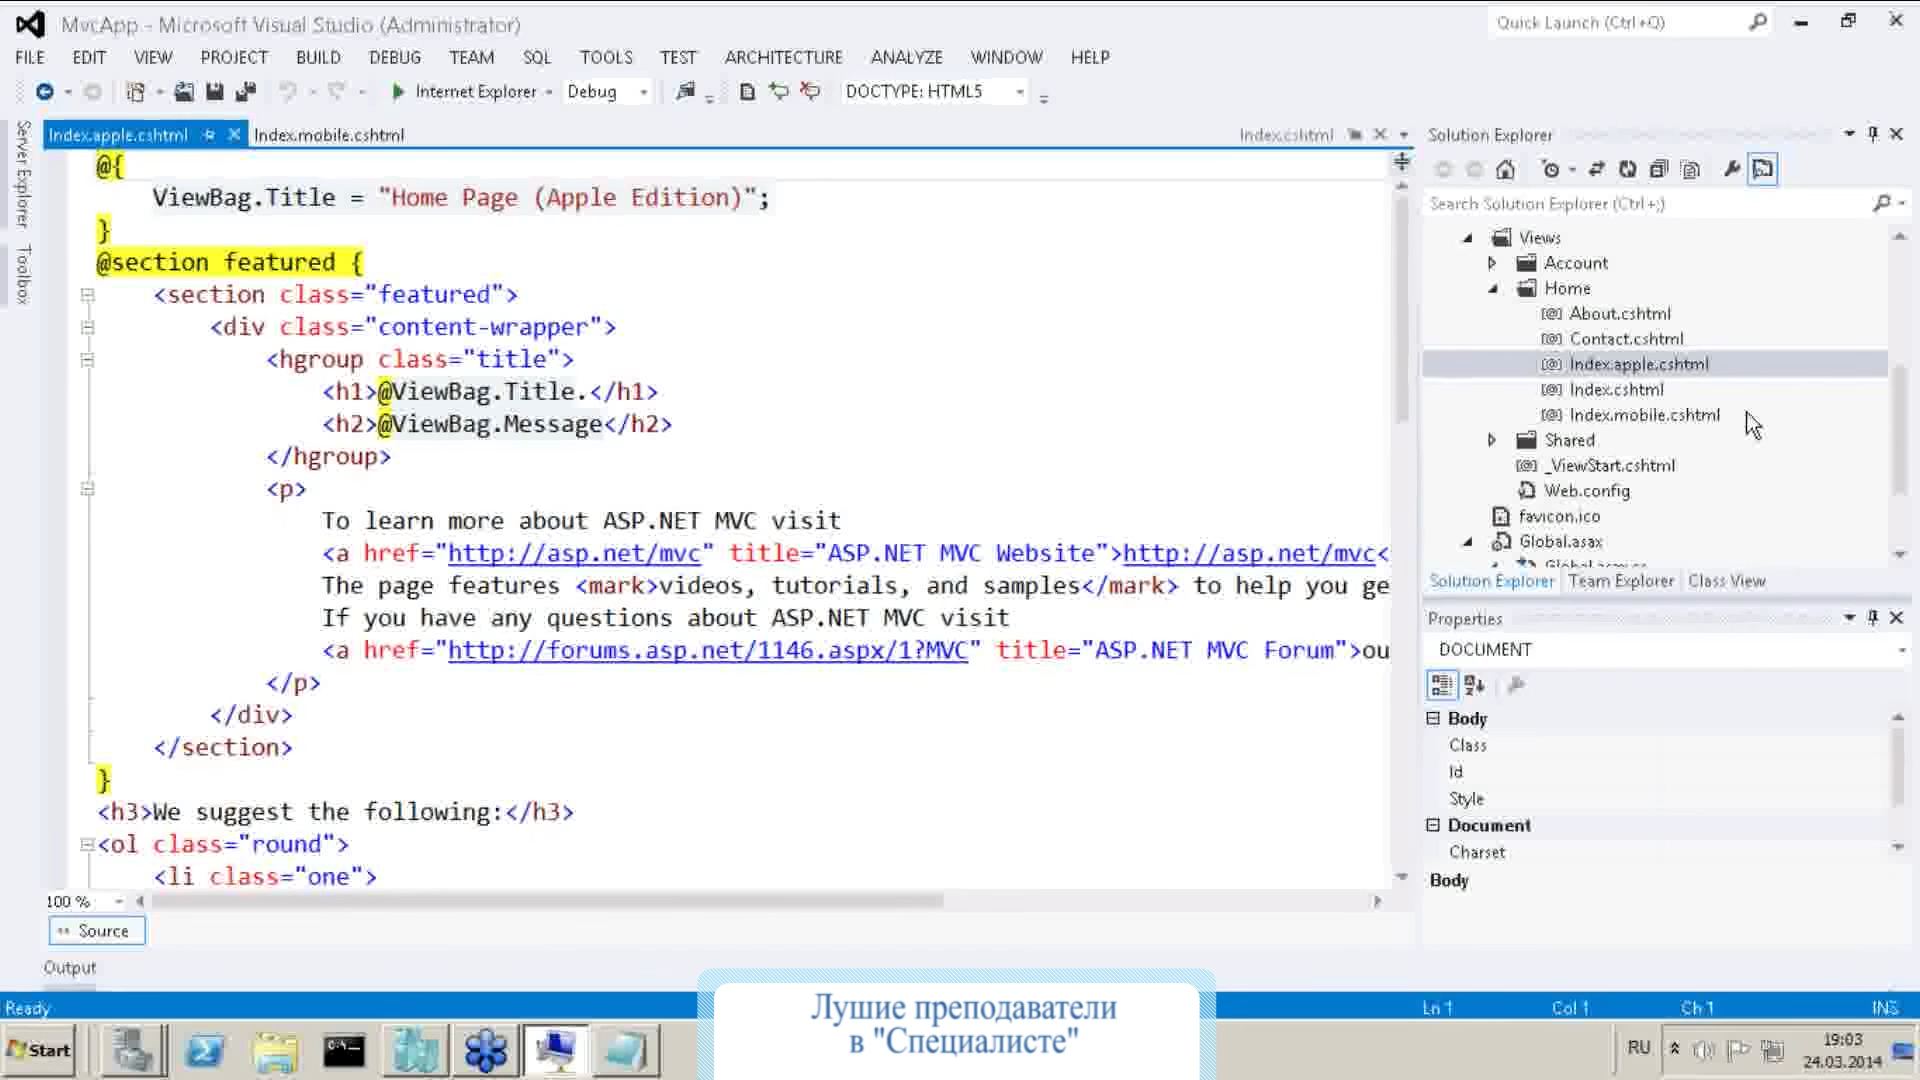 MvcApp - Microsoft Visual Studio (Administrator)
Quick Launch (Ctrl+Q)
FILE EDIT VIEW PROJECT BUILD DEBUG TEAM SQL TOOLS TEST ARCHITECTURE ANALYZE WINDOW HELP
Internet Explorer Debug DOCTYPE: HTML5
Server Explorer
Toolbox
Index.apple.cshtml Index.mobile.cshtml Index.cshtml
@{
ViewBag.Title = "Home Page (Apple Edition)";
}
@section featured {
<section class="featured">
<div class="content-wrapper">
<hgroup class="title">
<h1>@ViewBag.Title.</h1>
<h2>@ViewBag.Message</h2>
</hgroup>
<p>
To learn more about ASP.NET MVC visit
<a href="http://asp.net/mvc" title="ASP.NET MVC Website">http://asp.net/mvc<
The page features <mark>videos, tutorials, and samples</mark> to help you ge
If you have any questions about ASP.NET MVC visit
<a href="http://forums.asp.net/1146.aspx/1?MVC" title="ASP.NET MVC Forum">ou
</p>
</div>
</section>
}
<h3>We suggest the following:</h3>
<ol class="round">
<li class="one">
100 %
Source
Output
Solution Explorer
Search Solution Explorer (Ctrl+;)
Views
Account
Home
About.cshtml
Contact.cshtml
Index.apple.cshtml
Index.cshtml
Index.mobile.cshtml
Shared
_ViewStart.cshtml
Web.config
favicon.ico
Global.asax
Solution Explorer Team Explorer Class View
Properties
DOCUMENT
Body
Class
Id
Style
Document
Charset
Body
Ready Ln 1 Col 1 Ch 1 INS
Лушие преподаватели
в "Специалисте"
Start RU 19:03
24.03.2014